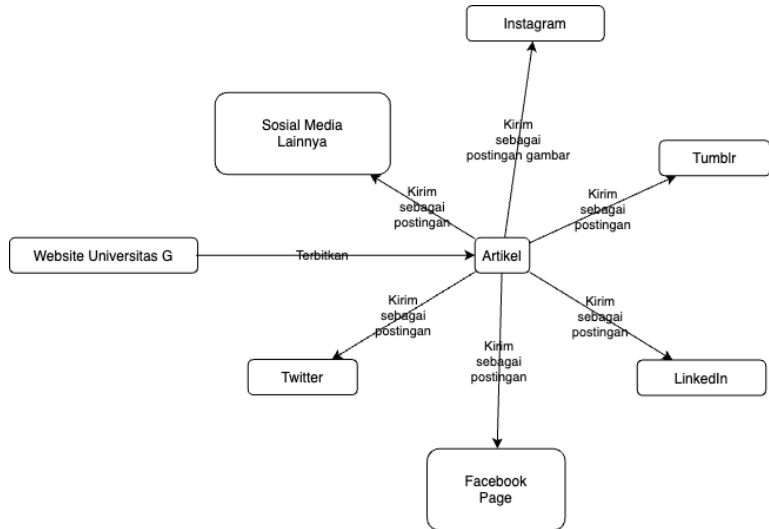 Instagram
Sosial Media
Lainnya
Kirim
sebagai
postingan gambar
Tumblr
Kirim
sebagai
postingan
Kirim
sebagai
postingan
Website Universitas G
Terbitkan
Artikel
Kirim
sebagai
postingan
Kirim
sebagai
postingan
Kirim
sebagai
postingan
Twitter
LinkedIn
Facebook
Page